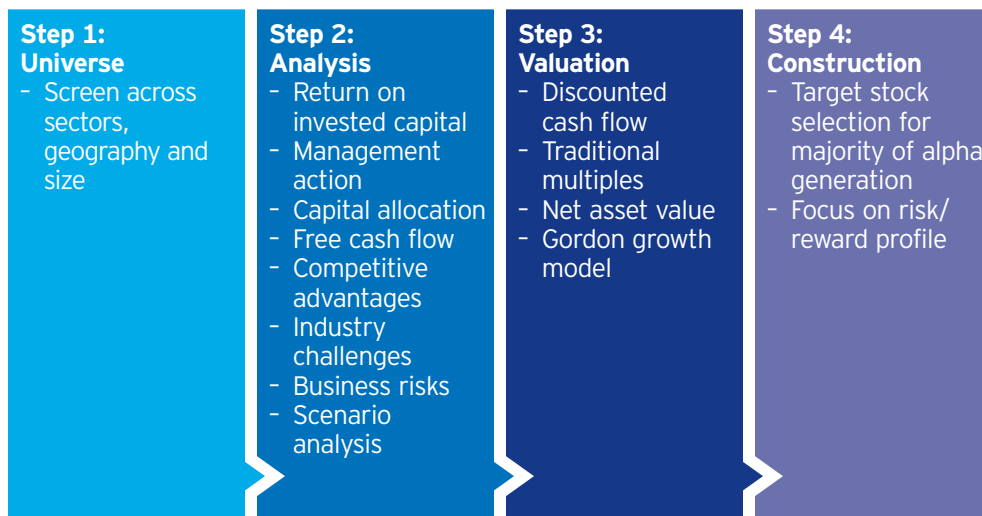 Step 1:
Universe
– Screen across
sectors,
geography and
size
Step 2:
Analysis
– Return on
invested capital
– Management
action
– Capital allocation
– Free cash flow
– Competitive
advantages
– Industry
challenges
– Business risks
– Scenario
analysis
Step 3:
Valuation
– Discounted
cash flow
– Traditional
multiples
– Net asset value
– Gordon growth
model
Step 4:
Construction
– Target stock
selection for
majority of alpha
generation
– Focus on risk/
reward profile